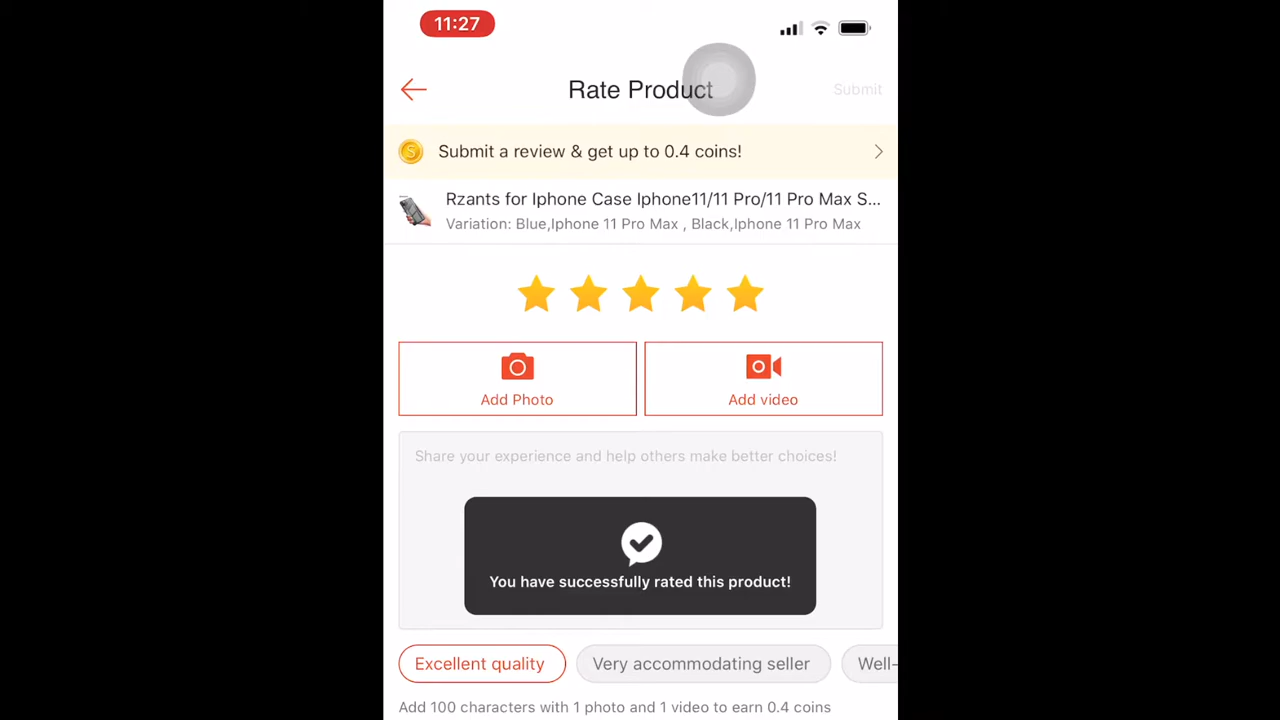 11:27
Rate Product
Submit
Submit a review & get up to 0.4 coins!
Rzants for Iphone Case Iphone11/11 Pro/11 Pro Max S...
Variation: Blue,Iphone 11 Pro Max , Black,Iphone 11 Pro Max
Add Photo
Add video
Share your experience and help others make better choices!
You have successfully rated this product!
Excellent quality
Very accommodating seller
Well-
Add 100 characters with 1 photo and 1 video to earn 0.4 coins